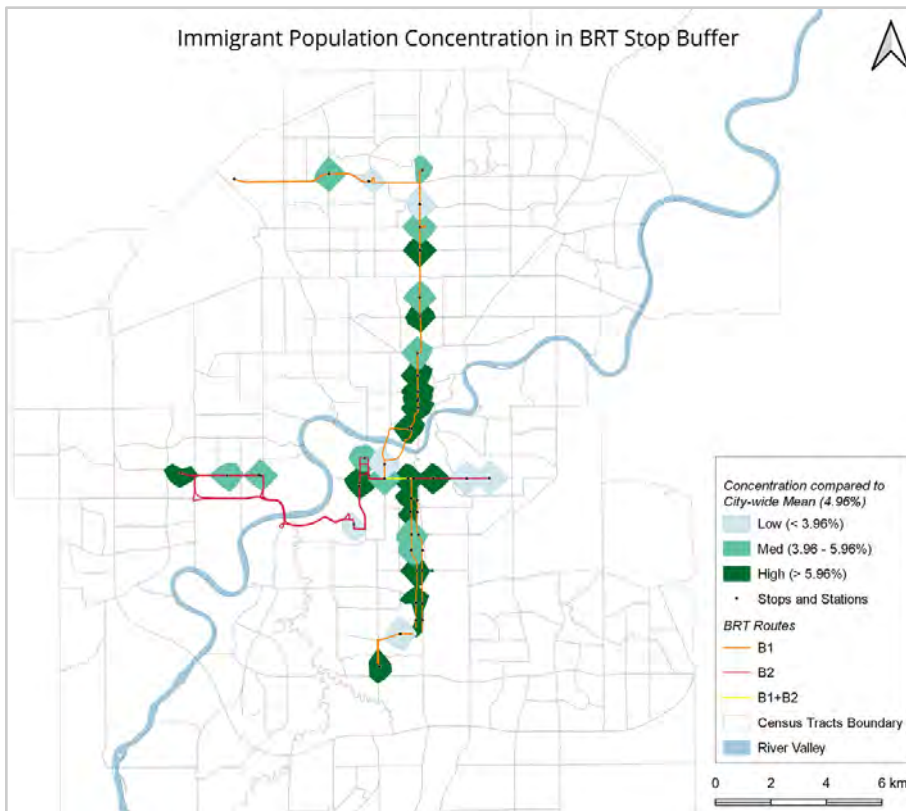 Immigrant Population Concentration in BRT Stop Buffer
Concentration compared to
City-wide Mean (4.96%)
Low (< 3.96%)
Med (3.96 - 5.96%)
High (> 5.96%)
Stops and Stations
BRT Routes
B1
B2
B1+B2
Census Tracts Boundary
River Valley
0 2 4 6 km